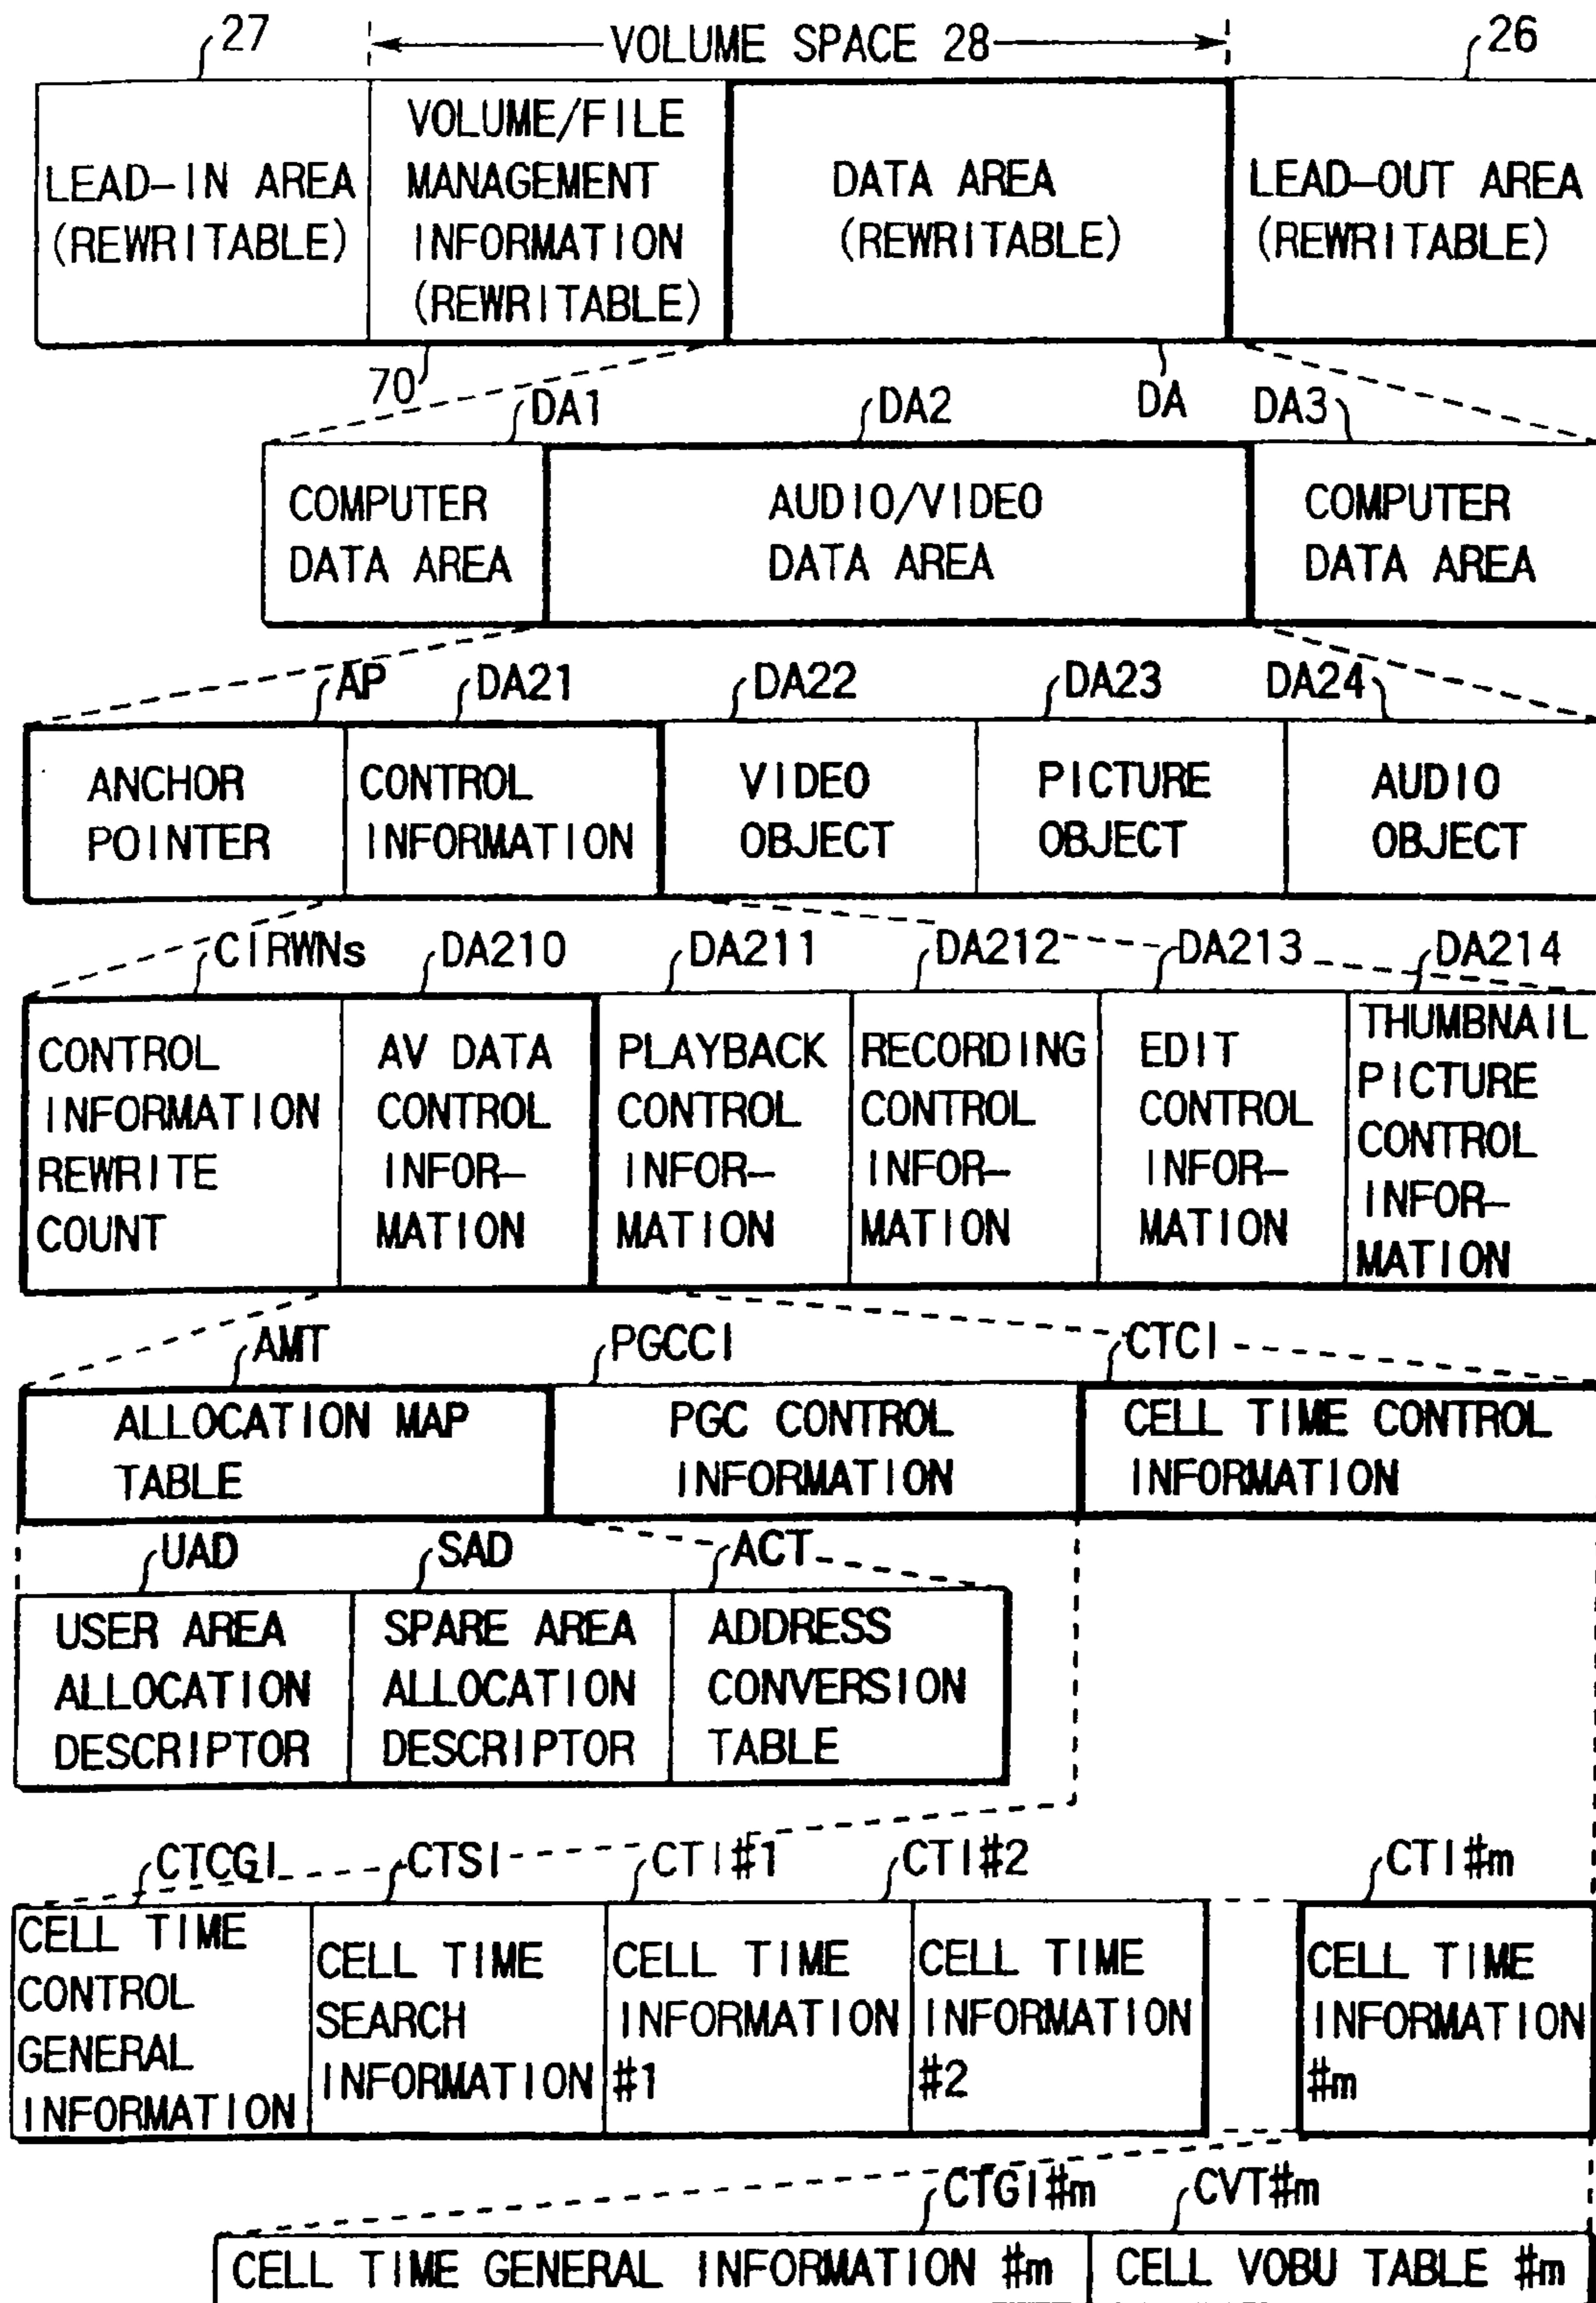 27
VOLUME SPACE 28
26
LEAD-IN AREA
(REWRITABLE)
VOLUME/FILE
MANAGEMENT
INFORMATION
(REWRITABLE)
DATA AREA
(REWRITABLE)
LEAD-OUT AREA
(REWRITABLE)
70
DA1
DA2
DA
DA3
COMPUTER
DATA AREA
AUDIO/VIDEO
DATA AREA
COMPUTER
DATA AREA
AP
DA21
DA22
DA23
DA24
ANCHOR
POINTER
CONTROL
INFORMATION
VIDEO
OBJECT
PICTURE
OBJECT
AUDIO
OBJECT
CIRWNs
DA210
DA211
DA212
DA213
DA214
CONTROL
INFORMATION
REWRITE
COUNT
AV DATA
CONTROL
INFOR-
MATION
PLAYBACK
CONTROL
INFOR-
MATION
RECORDING
CONTROL
INFOR-
MATION
EDIT
CONTROL
INFOR-
MATION
THUMBNAIL
PICTURE
CONTROL
INFOR-
MATION
AMT
PGCCI
CTCI
ALLOCATION MAP
TABLE
PGC CONTROL
INFORMATION
CELL TIME CONTROL
INFORMATION
UAD
SAD
ACT
USER AREA
ALLOCATION
DESCRIPTOR
SPARE AREA
ALLOCATION
DESCRIPTOR
ADDRESS
CONVERSION
TABLE
CTCGI
CTSI
CTI#1
CTI#2
CTI#m
CELL TIME
CONTROL
GENERAL
INFORMATION
CELL TIME
SEARCH
INFORMATION
CELL TIME
INFORMATION
#1
CELL TIME
INFORMATION
#2
CELL TIME
INFORMATION
#m
CTGI#m
CVT#m
CELL TIME GENERAL INFORMATION #m
CELL VOBU TABLE #m